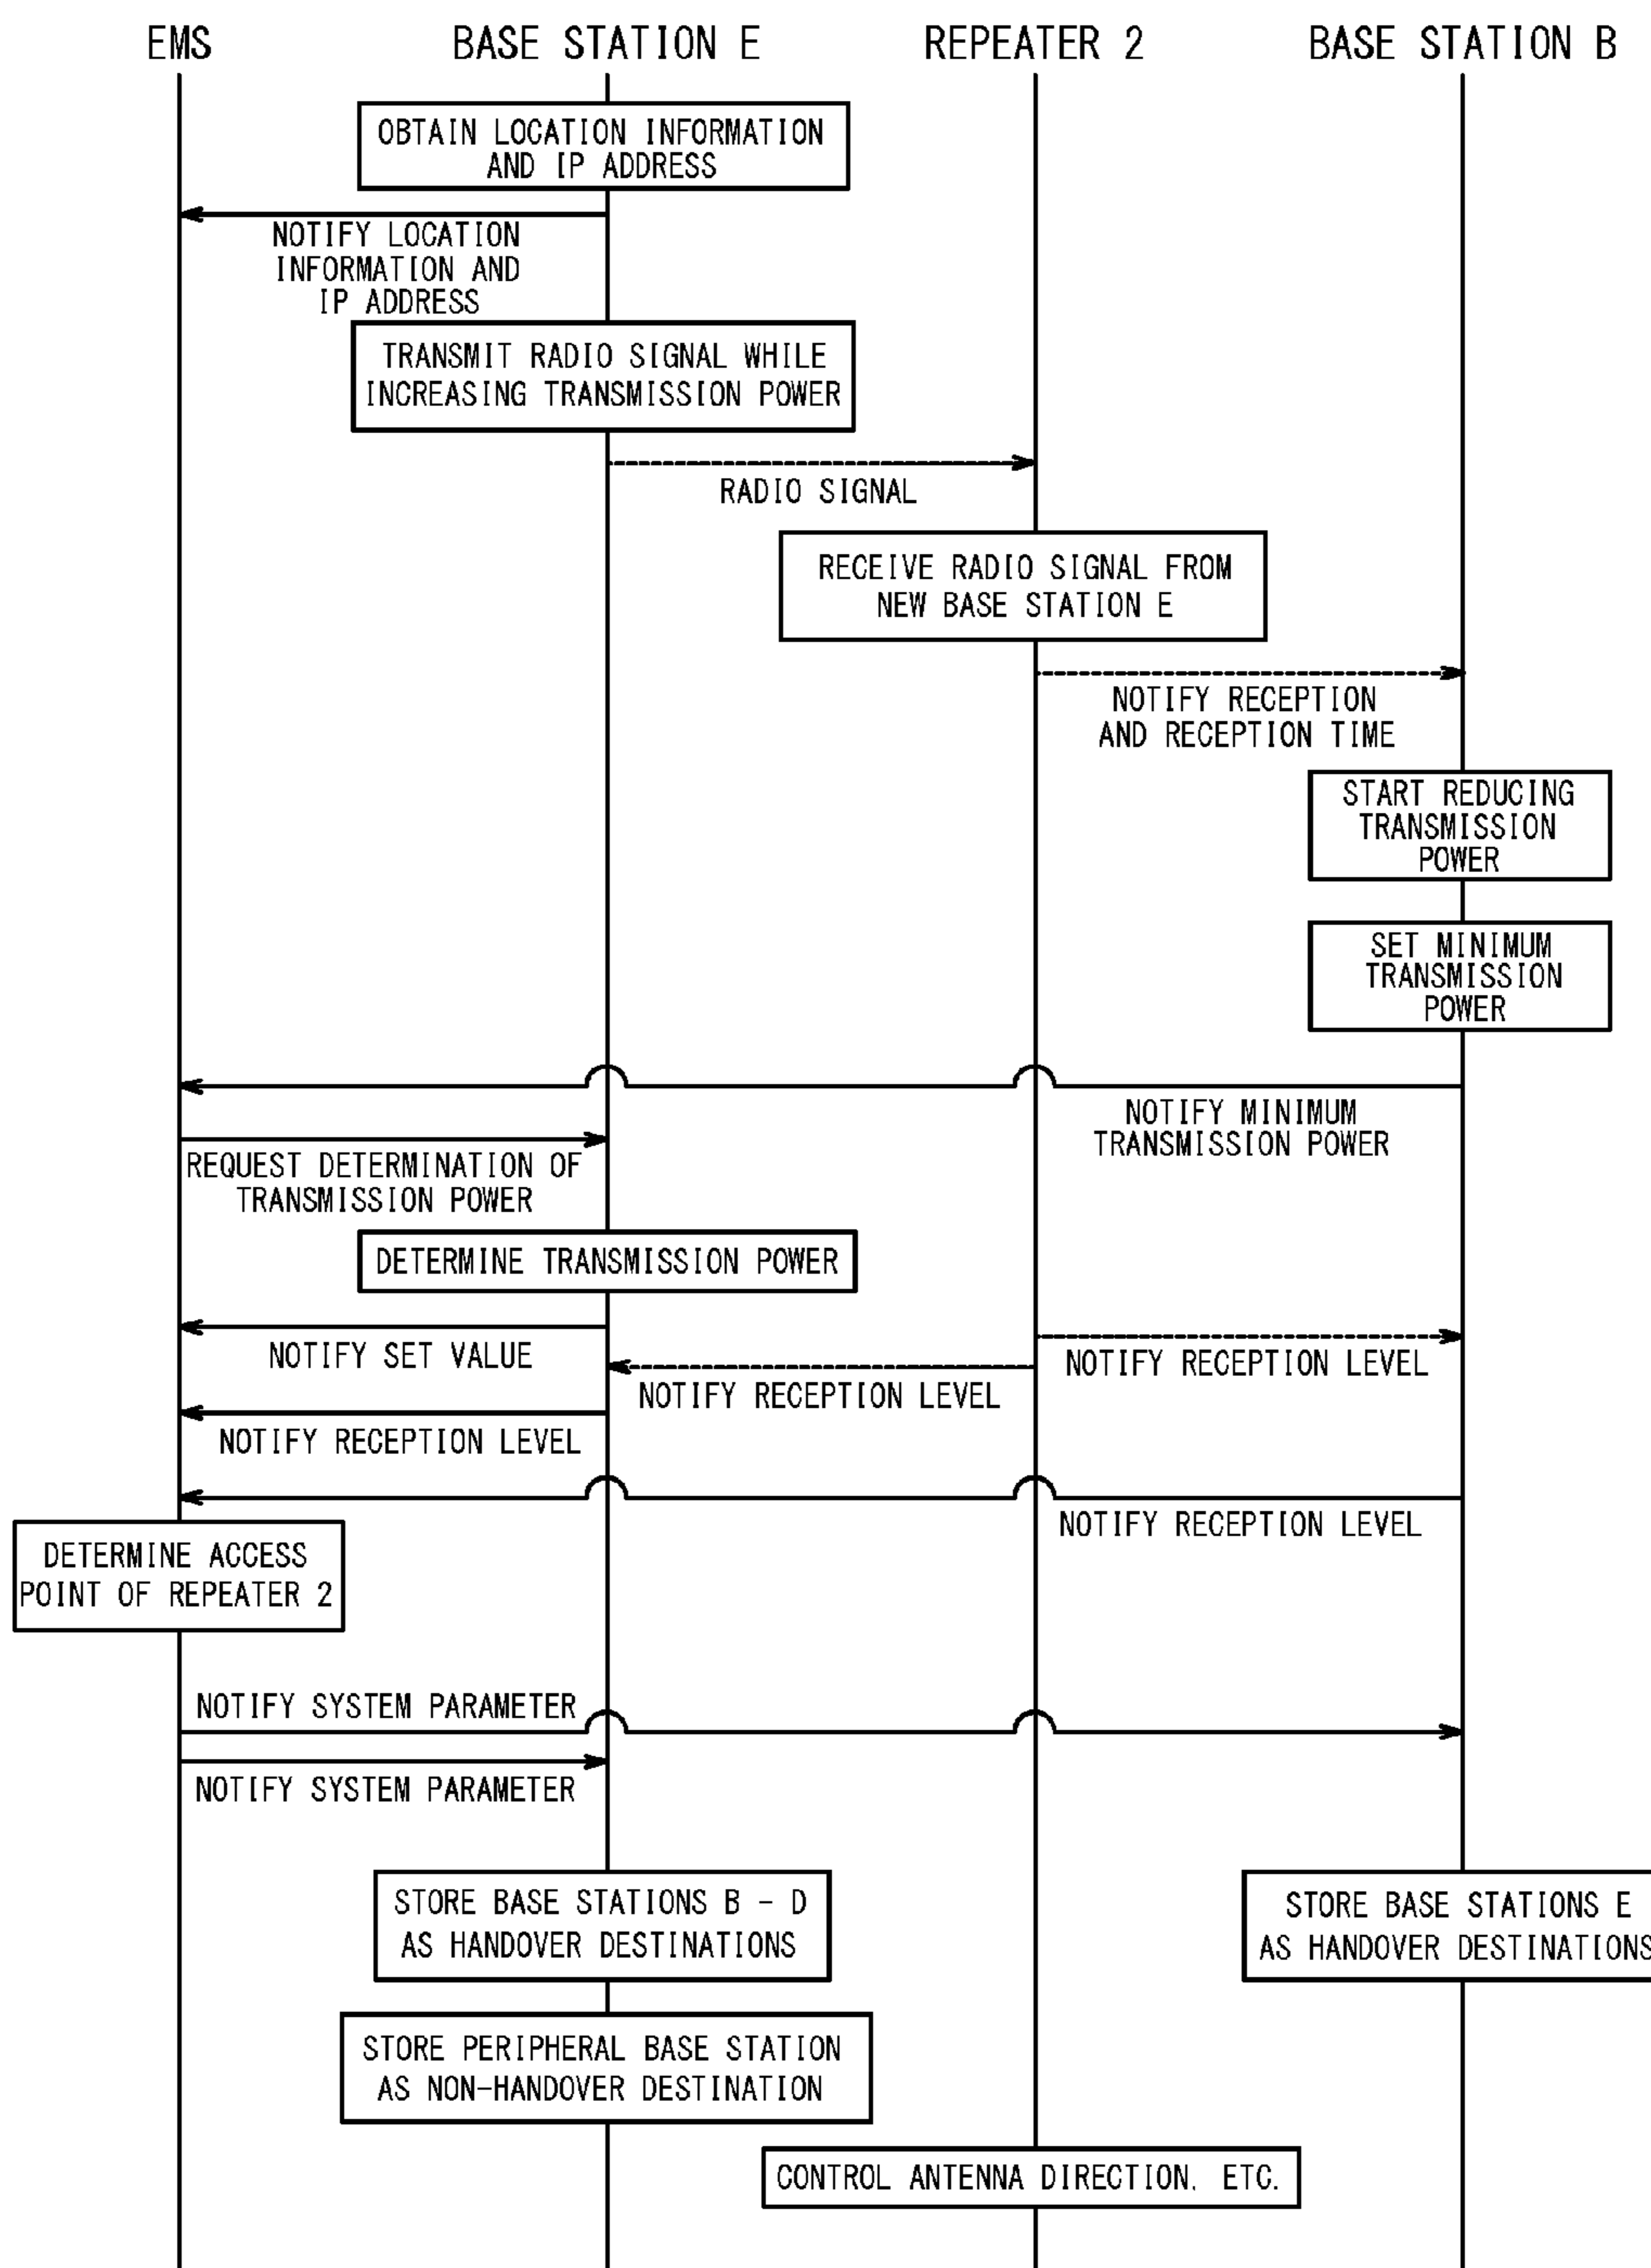 EMS
BASE STATION E
REPEATER 2
BASE STATION B
OBTAIN LOCATION INFORMATION
AND IP ADDRESS
NOTIFY LOCATION
INFORMATION AND
IP ADDRESS
TRANSMIT RADIO SIGNAL WHILE
INCREASING TRANSMISSION POWER
RADIO SIGNAL
RECEIVE RADIO SIGNAL FROM
NEW BASE STATION E
NOTIFY RECEPTION
AND RECEPTION TIME
START REDUCING
TRANSMISSION
POWER
SET MINIMUM
TRANSMISSION
POWER
NOTIFY MINIMUM
TRANSMISSION POWER
REQUEST DETERMINATION OF
TRANSMISSION POWER
DETERMINE TRANSMISSION POWER
NOTIFY SET VALUE
NOTIFY RECEPTION LEVEL
NOTIFY RECEPTION LEVEL
NOTIFY RECEPTION LEVEL
NOTIFY RECEPTION LEVEL
DETERMINE ACCESS
POINT OF REPEATER 2
NOTIFY SYSTEM PARAMETER
NOTIFY SYSTEM PARAMETER
STORE BASE STATIONS B - D
AS HANDOVER DESTINATIONS
STORE BASE STATIONS E
AS HANDOVER DESTINATIONS
STORE PERIPHERAL BASE STATION
AS NON-HANDOVER DESTINATION
CONTROL ANTENNA DIRECTION, ETC.